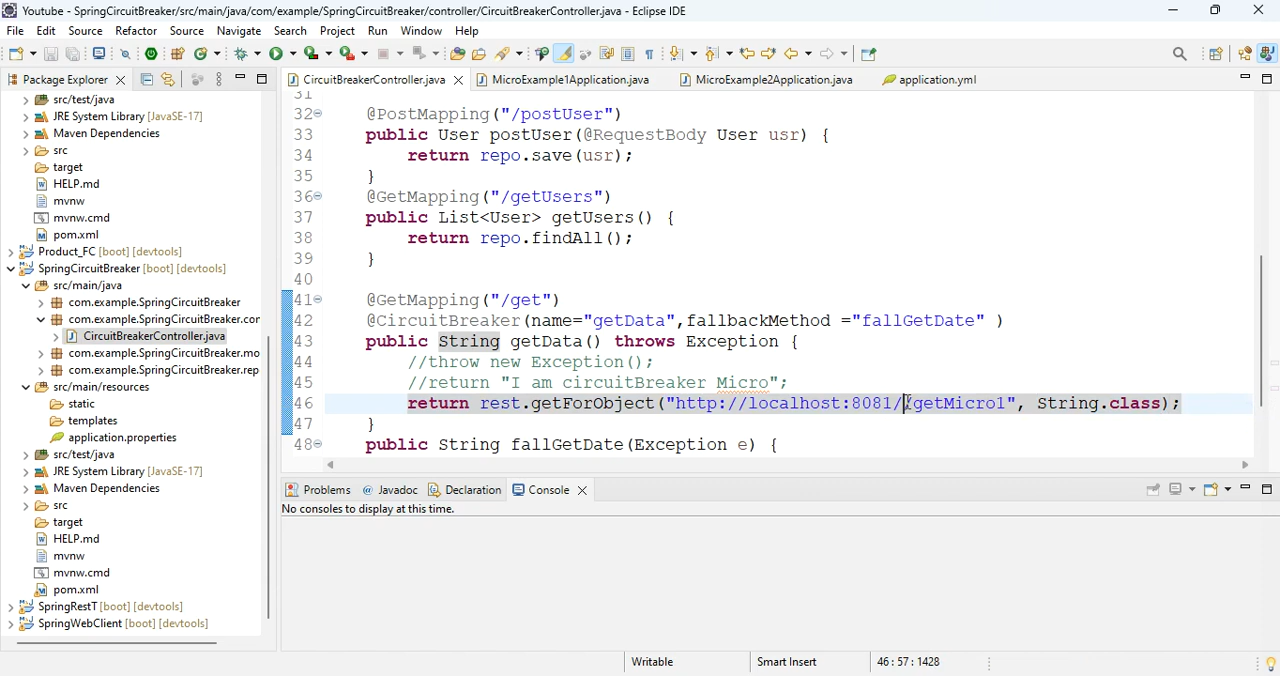 Youtube - SpringCircuitBreaker/src/main/java/com/example/SpringCircuitBreaker/controller/CircuitBreakerController.java - Eclipse IDE
File Edit Source Refactor Source Navigate Search Project Run Window Help
Package Explorer
CircuitBreakerController.java MicroExample1Application.java MicroExample2Application.java application.yml
src/test/java
JRE System Library [JavaSE-17]
Maven Dependencies
src
target
HELP.md
mvnw
mvnw.cmd
pom.xml
Product_FC [boot] [devtools]
SpringCircuitBreaker [boot] [devtools]
src/main/java
com.example.SpringCircuitBreaker
com.example.SpringCircuitBreaker.con
CircuitBreakerController.java
com.example.SpringCircuitBreaker.mo
com.example.SpringCircuitBreaker.rep
src/main/resources
static
templates
application.properties
src/test/java
JRE System Library [JavaSE-17]
Maven Dependencies
src
target
HELP.md
mvnw
mvnw.cmd
pom.xml
SpringRestT [boot] [devtools]
SpringWebClient [boot] [devtools]
31
32 @PostMapping("/postUser")
33 public User postUser(@RequestBody User usr) {
34 return repo.save(usr);
35 }
36 @GetMapping("/getUsers")
37 public List<User> getUsers() {
38 return repo.findAll();
39 }
40
41 @GetMapping("/get")
42 @CircuitBreaker(name="getData",fallbackMethod ="fallGetDate" )
43 public String getData() throws Exception {
44 //throw new Exception();
45 //return "I am circuitBreaker Micro";
46 return rest.getForObject("http://localhost:8081//getMicro1", String.class);
47 }
48 public String fallGetDate(Exception e) {
Problems Javadoc Declaration Console
No consoles to display at this time.
Writable Smart Insert 46 : 57 : 1428